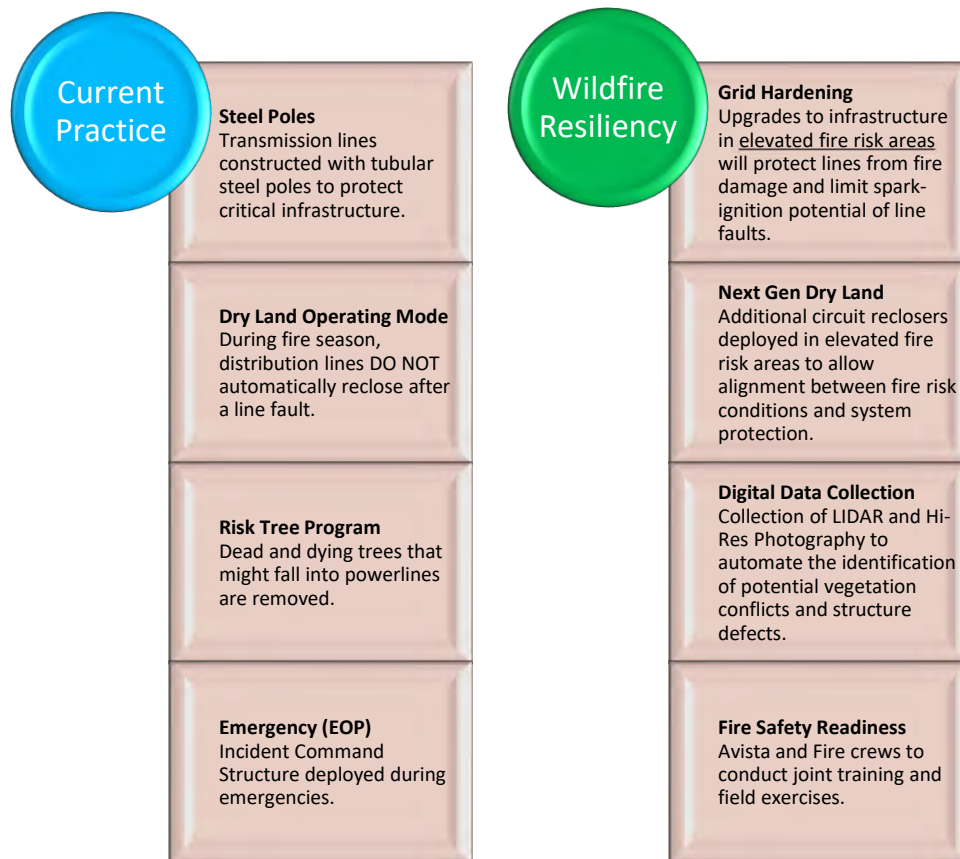 Current
Practice
Steel Poles
Transmission lines
constructed with tubular
steel poles to protect
critical infrastructure.
Dry Land Operating Mode
During fire season,
distribution lines DO NOT
automatically reclose after
a line fault.
Risk Tree Program
Dead and dying trees that
might fall into powerlines
are removed.
Emergency (EOP)
Incident Command
Structure deployed during
emergencies.
Wildfire
Resiliency
Grid Hardening
Upgrades to infrastructure
in elevated fire risk areas
will protect lines from fire
damage and limit spark-
ignition potential of line
faults.
Next Gen Dry Land
Additional circuit reclosers
deployed in elevated fire
risk areas to allow
alignment between fire risk
conditions and system
protection.
Digital Data Collection
Collection of LIDAR and Hi-
Res Photography to
automate the identification
of potential vegetation
conflicts and structure
defects.
Fire Safety Readiness
Avista and Fire crews to
conduct joint training and
field exercises.